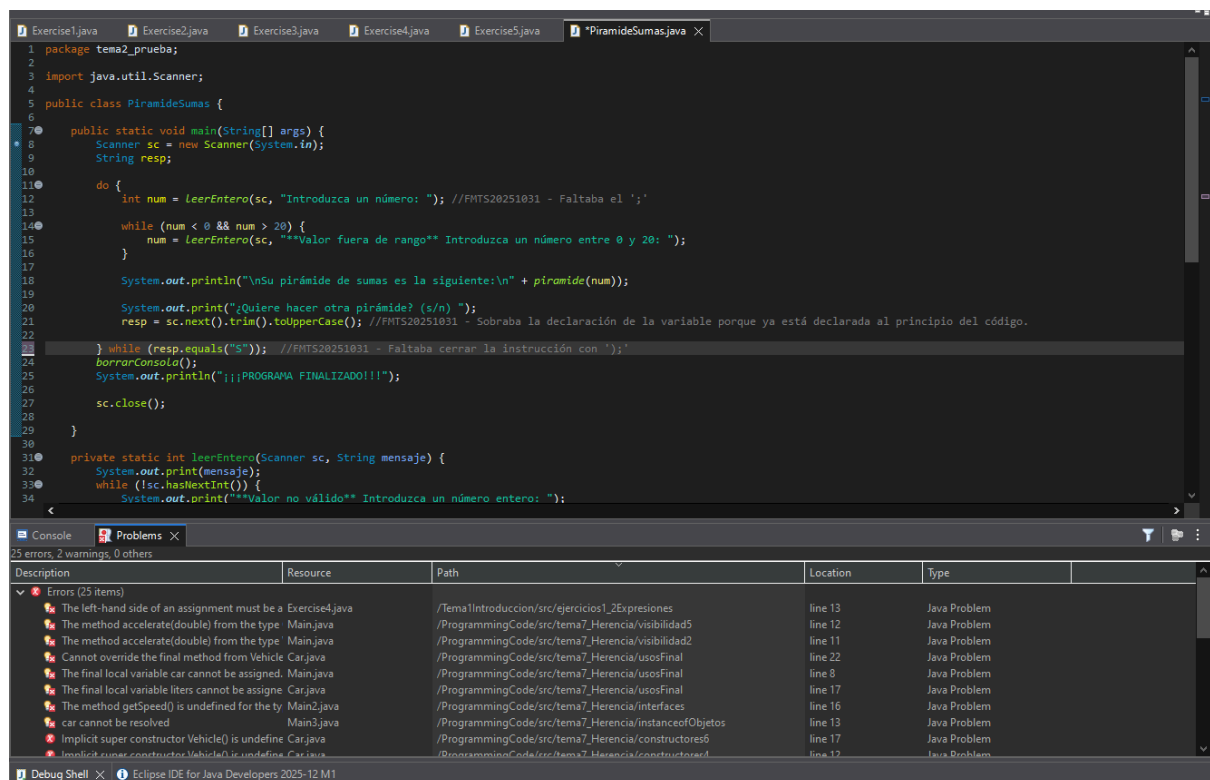 Exercise1.java Exercise2.java Exercise3.java Exercise4.java Exercise5.java *PiramideSumas.java
1 package tema2_prueba;
2
3 import java.util.Scanner;
4
5 public class PiramideSumas {
6
7 public static void main(String[] args) {
8 Scanner sc = new Scanner(System.in);
9 String resp;
10
11 do {
12 int num = leerEntero(sc, "Introduzca un número: "); //FMTS20251031 - Faltaba el ';'
13
14 while (num < 0 && num > 20) {
15 num = leerEntero(sc, "**Valor fuera de rango** Introduzca un número entre 0 y 20: ");
16 }
17
18 System.out.println("\nSu pirámide de sumas es la siguiente:\n" + piramide(num));
19
20 System.out.print("¿Quiere hacer otra pirámide? (s/n) ");
21 resp = sc.next().trim().toUpperCase(); //FMTS20251031 - Sobraba la declaración de la variable porque ya está declarada al principio del código.
22
23 } while (resp.equals("S")); //FMTS20251031 - Faltaba cerrar la instrucción con ');'
24 borrarConsola();
25 System.out.println("¡¡¡PROGRAMA FINALIZADO!!!");
26
27 sc.close();
28
29 }
30
31 private static int leerEntero(Scanner sc, String mensaje) {
32 System.out.print(mensaje);
33 while (!sc.hasNextInt()) {
34 System.out.print("**Valor no válido** Introduzca un número entero: ");
Console Problems
25 errors, 2 warnings, 0 others
Description Resource Path Location Type
Errors (25 items)
The left-hand side of an assignment must be a Exercise4.java /Tema1Introduccion/src/ejercicios1_2Expresiones line 13 Java Problem
The method accelerate(double) from the type Main.java /ProgrammingCode/src/tema7_Herencia/visibilidad5 line 12 Java Problem
The method accelerate(double) from the type Main.java /ProgrammingCode/src/tema7_Herencia/visibilidad2 line 11 Java Problem
Cannot override the final method from Vehicle Car.java /ProgrammingCode/src/tema7_Herencia/usosFinal line 22 Java Problem
The final local variable car cannot be assigned. Main.java /ProgrammingCode/src/tema7_Herencia/usosFinal line 8 Java Problem
The final local variable liters cannot be assigne Car.java /ProgrammingCode/src/tema7_Herencia/usosFinal line 17 Java Problem
The method getSpeed() is undefined for the ty Main2.java /ProgrammingCode/src/tema7_Herencia/interfaces line 16 Java Problem
car cannot be resolved Main3.java /ProgrammingCode/src/tema7_Herencia/instanceofObjetos line 13 Java Problem
Implicit super constructor Vehicle() is undefine Car.java /ProgrammingCode/src/tema7_Herencia/constructores6 line 17 Java Problem
Implicit super constructor Vehicle() is undefine Car.java /ProgrammingCode/src/tema7_Herencia/constructores4 line 12 Java Problem
Debug Shell Eclipse IDE for Java Developers 2025-12 M1